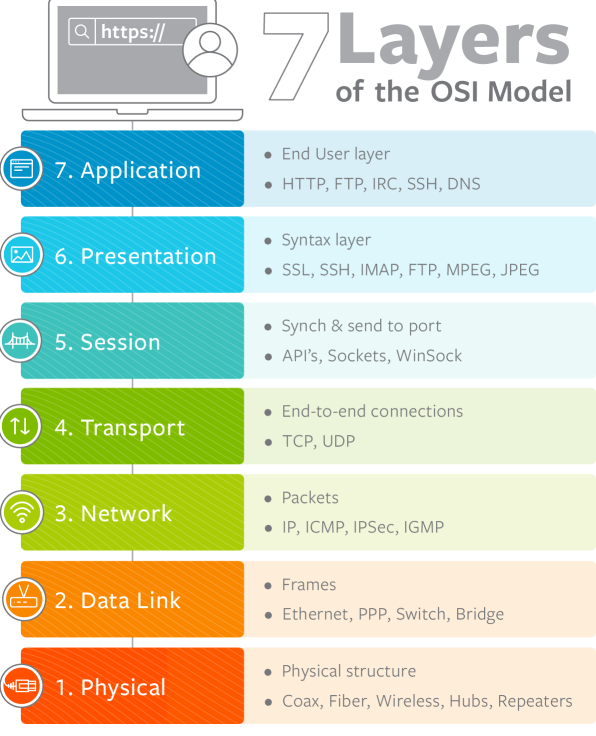 https://
7 Layers
of the OSI Model
7. Application
• End User layer
• HTTP, FTP, IRC, SSH, DNS
6. Presentation
• Syntax layer
• SSL, SSH, IMAP, FTP, MPEG, JPEG
5. Session
• Synch & send to port
• API's, Sockets, WinSock
4. Transport
• End-to-end connections
• TCP, UDP
3. Network
• Packets
• IP, ICMP, IPSec, IGMP
2. Data Link
• Frames
• Ethernet, PPP, Switch, Bridge
1. Physical
• Physical structure
• Coax, Fiber, Wireless, Hubs, Repeaters